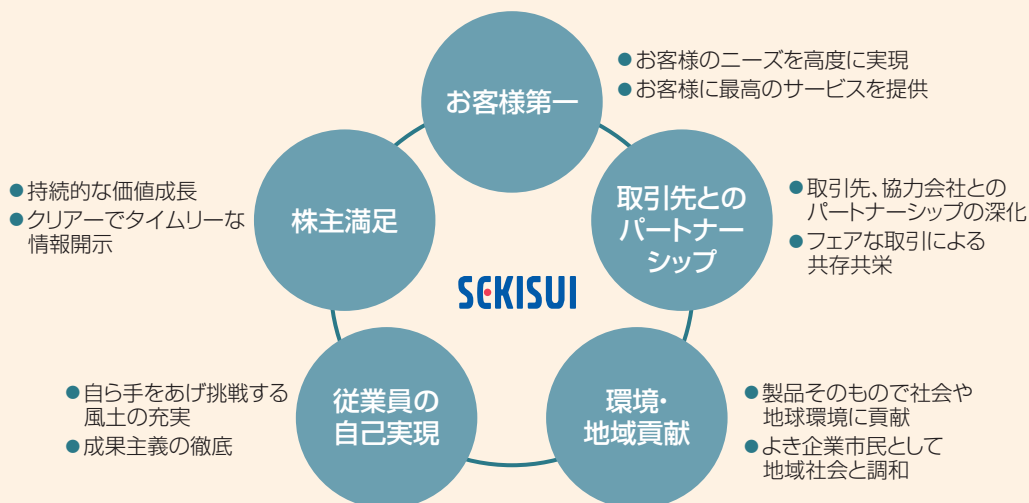 お客様第一
●お客様のニーズを高度に実現
●お客様に最高のサービスを提供
取引先との
パートナー
シップ
●取引先、協力会社との
パートナーシップの深化
●フェアな取引による
共存共栄
環境・
地域貢献
●製品そのもので社会や
地球環境に貢献
●よき企業市民として
地域社会と調和
従業員の
自己実現
●自ら手をあげ挑戦する
風土の充実
●成果主義の徹底
株主満足
●持続的な価値成長
●クリアーでタイムリーな
情報開示
SEKISUI